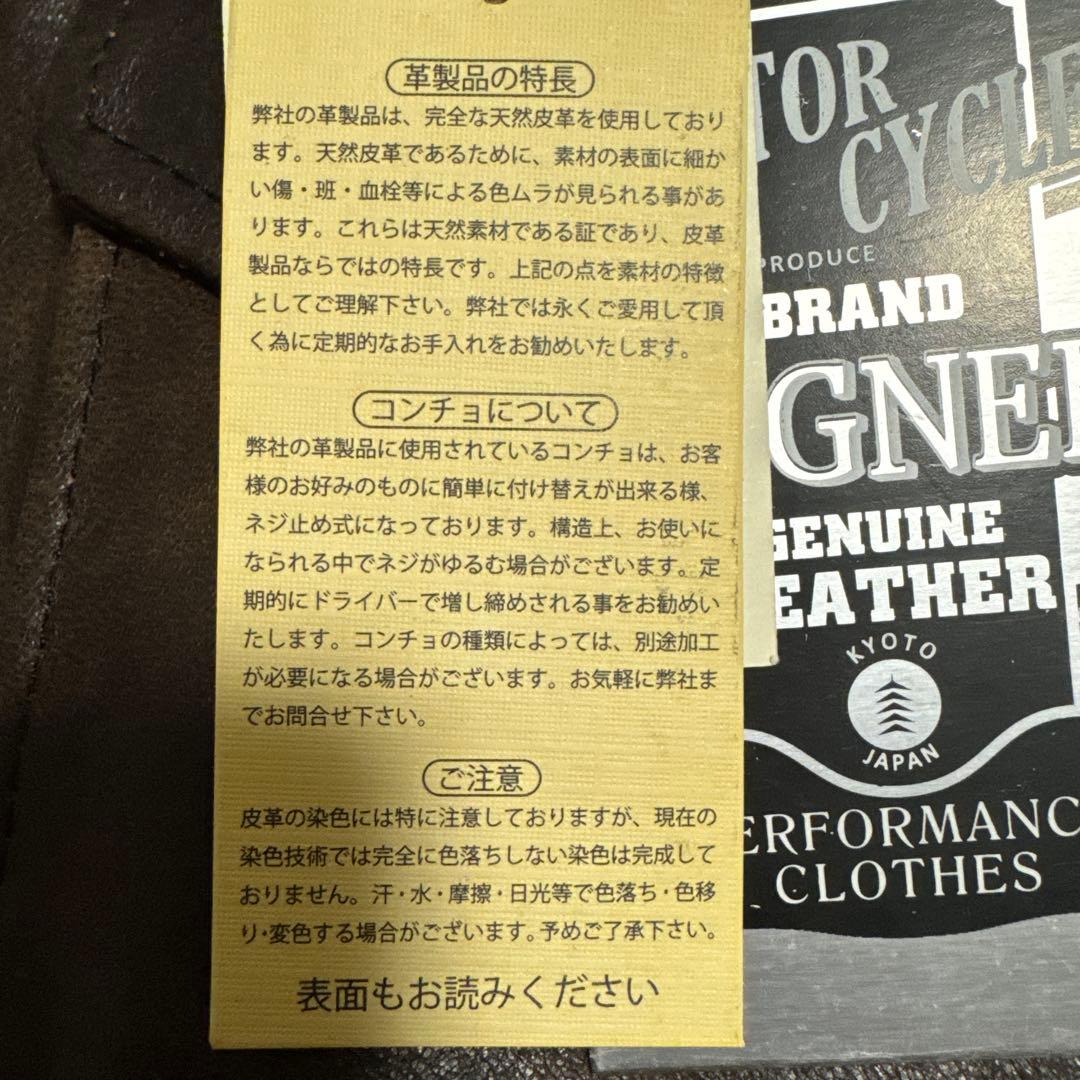 革製品の特長
弊社の革製品は、完全な天然皮革を使用しており
ます。天然皮革であるために、素材の表面に細か
い傷・班・血栓等による色ムラが見られる事があ
ります。これらは天然素材である証であり、皮革
製品ならではの特長です。上記の点を素材の特徴
としてご理解下さい。弊社では永くご愛用して頂
く為に定期的なお手入れをお勧めいたします。
コンチョについて
弊社の革製品に使用されているコンチョは、お客
様のお好みのものに簡単に付け替えが出来る様、
ネジ止め式になっております。構造上、お使いに
なられる中でネジがゆるむ場合がございます。定
期的にドライバーで増し締めされる事をお勧めい
たします。コンチョの種類によっては、別途加工
が必要になる場合がございます。お気軽に弊社ま
でお問合せ下さい。
ご注意
皮革の染色には特に注意しておりますが、現在の
染色技術では完全に色落ちしない染色は完成して
おりません。汗・水・摩擦・日光等で色落ち・色移
り・変色する場合がございます。予めご了承下さい。
表面もお読みください
TOR
CYCLE
PRODUCE
BRAND
GNER
GENUINE
EATHER
KYOTO
JAPAN
ERFORMANC
CLOTHES